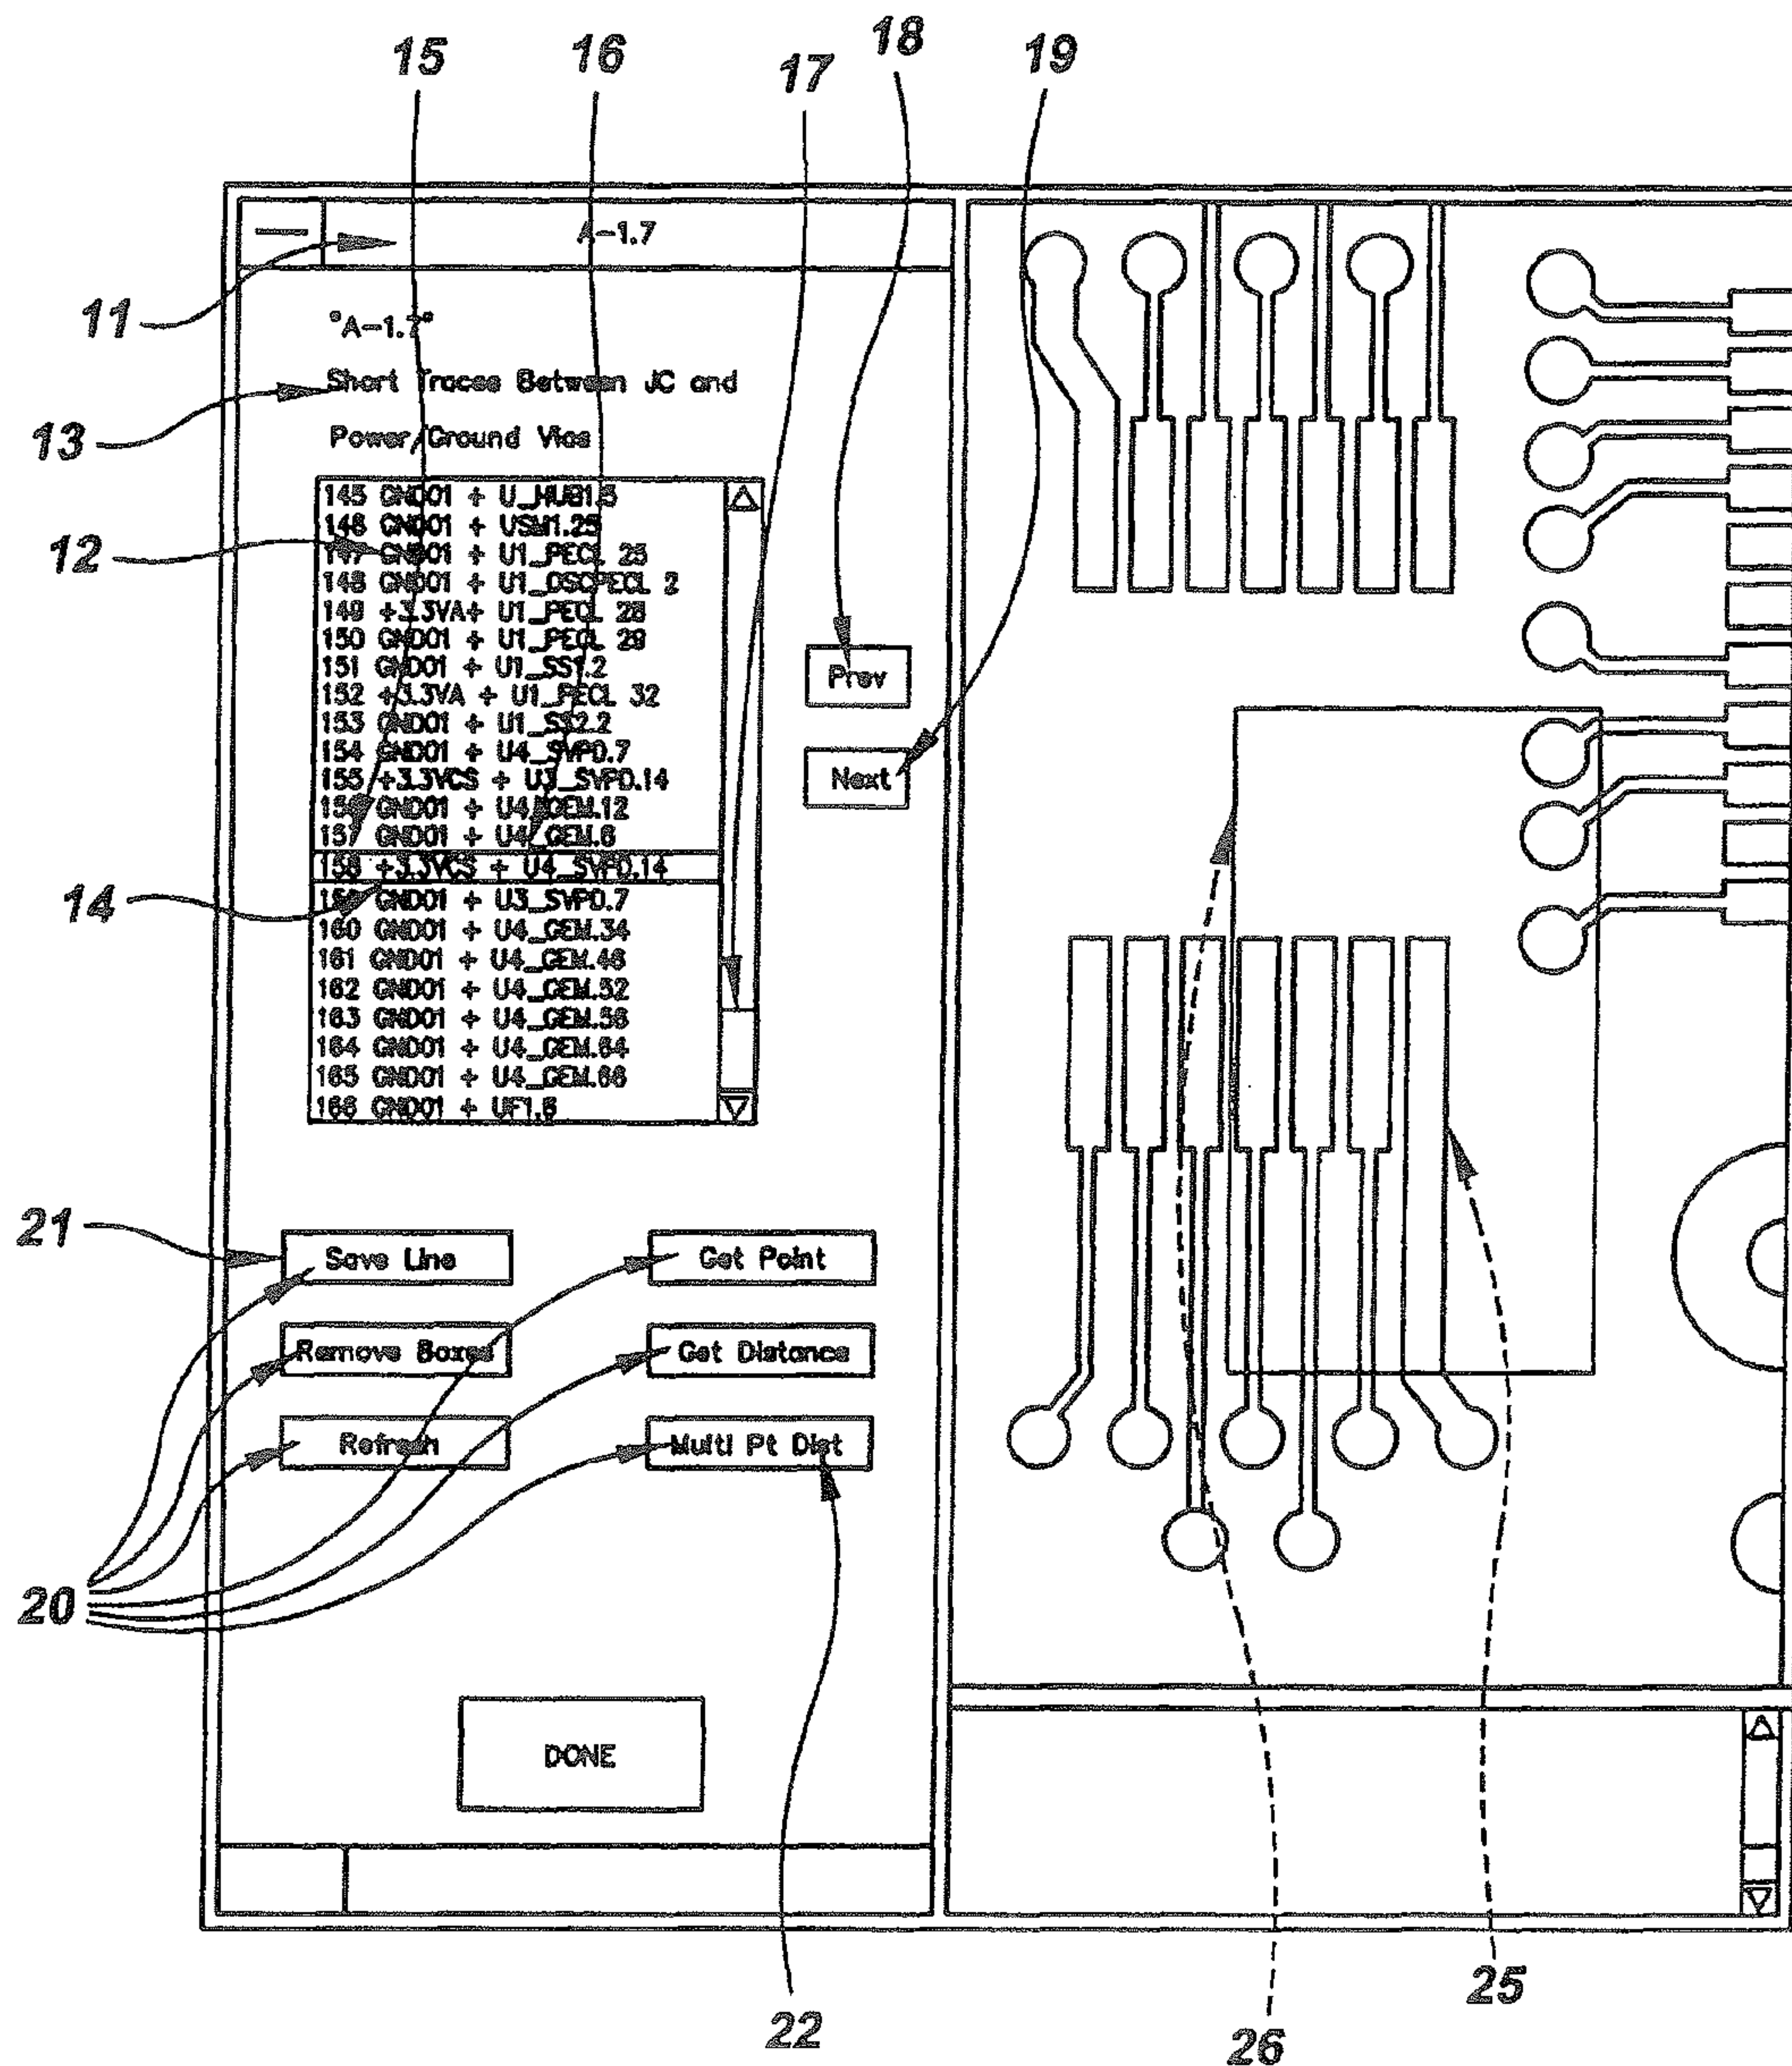 15 16 17 18 19
A-1.7
11
"A-1.7"
Short Traces Between JC and
13
Power/Ground Vias
145 GND01 + U_HUB1.5
12
146 GND01 + USM1.25
147 GND01 + U1_PECL 25
148 GND01 + U1_OSCPECL 2
149 +3.3VA+ U1_PECL 28
150 GND01 + U1_PECL 29
151 GND01 + U1_SS1.2
152 +3.3VA + U1_PECL 32
153 GND01 + U1_SS2.2
154 GND01 + U4_SVPD.7
155 +3.3VCS + U3_SVPD.14
156 GND01 + U4_GEM.12
157 GND01 + U4_GEM.6
158 +3.3VCS + U4_SVPD.14
14
159 GND01 + U3_SVPD.7
160 GND01 + U4_GEM.34
161 GND01 + U4_GEM.46
162 GND01 + U4_GEM.52
163 GND01 + U4_GEM.58
164 GND01 + U4_GEM.64
165 GND01 + U4_GEM.66
166 GND01 + UF1.6
Prev
Next
21
Save Line Get Point
Remove Boxes Get Distance
Refresh Multi Pt Dist
20
DONE
22 26 25